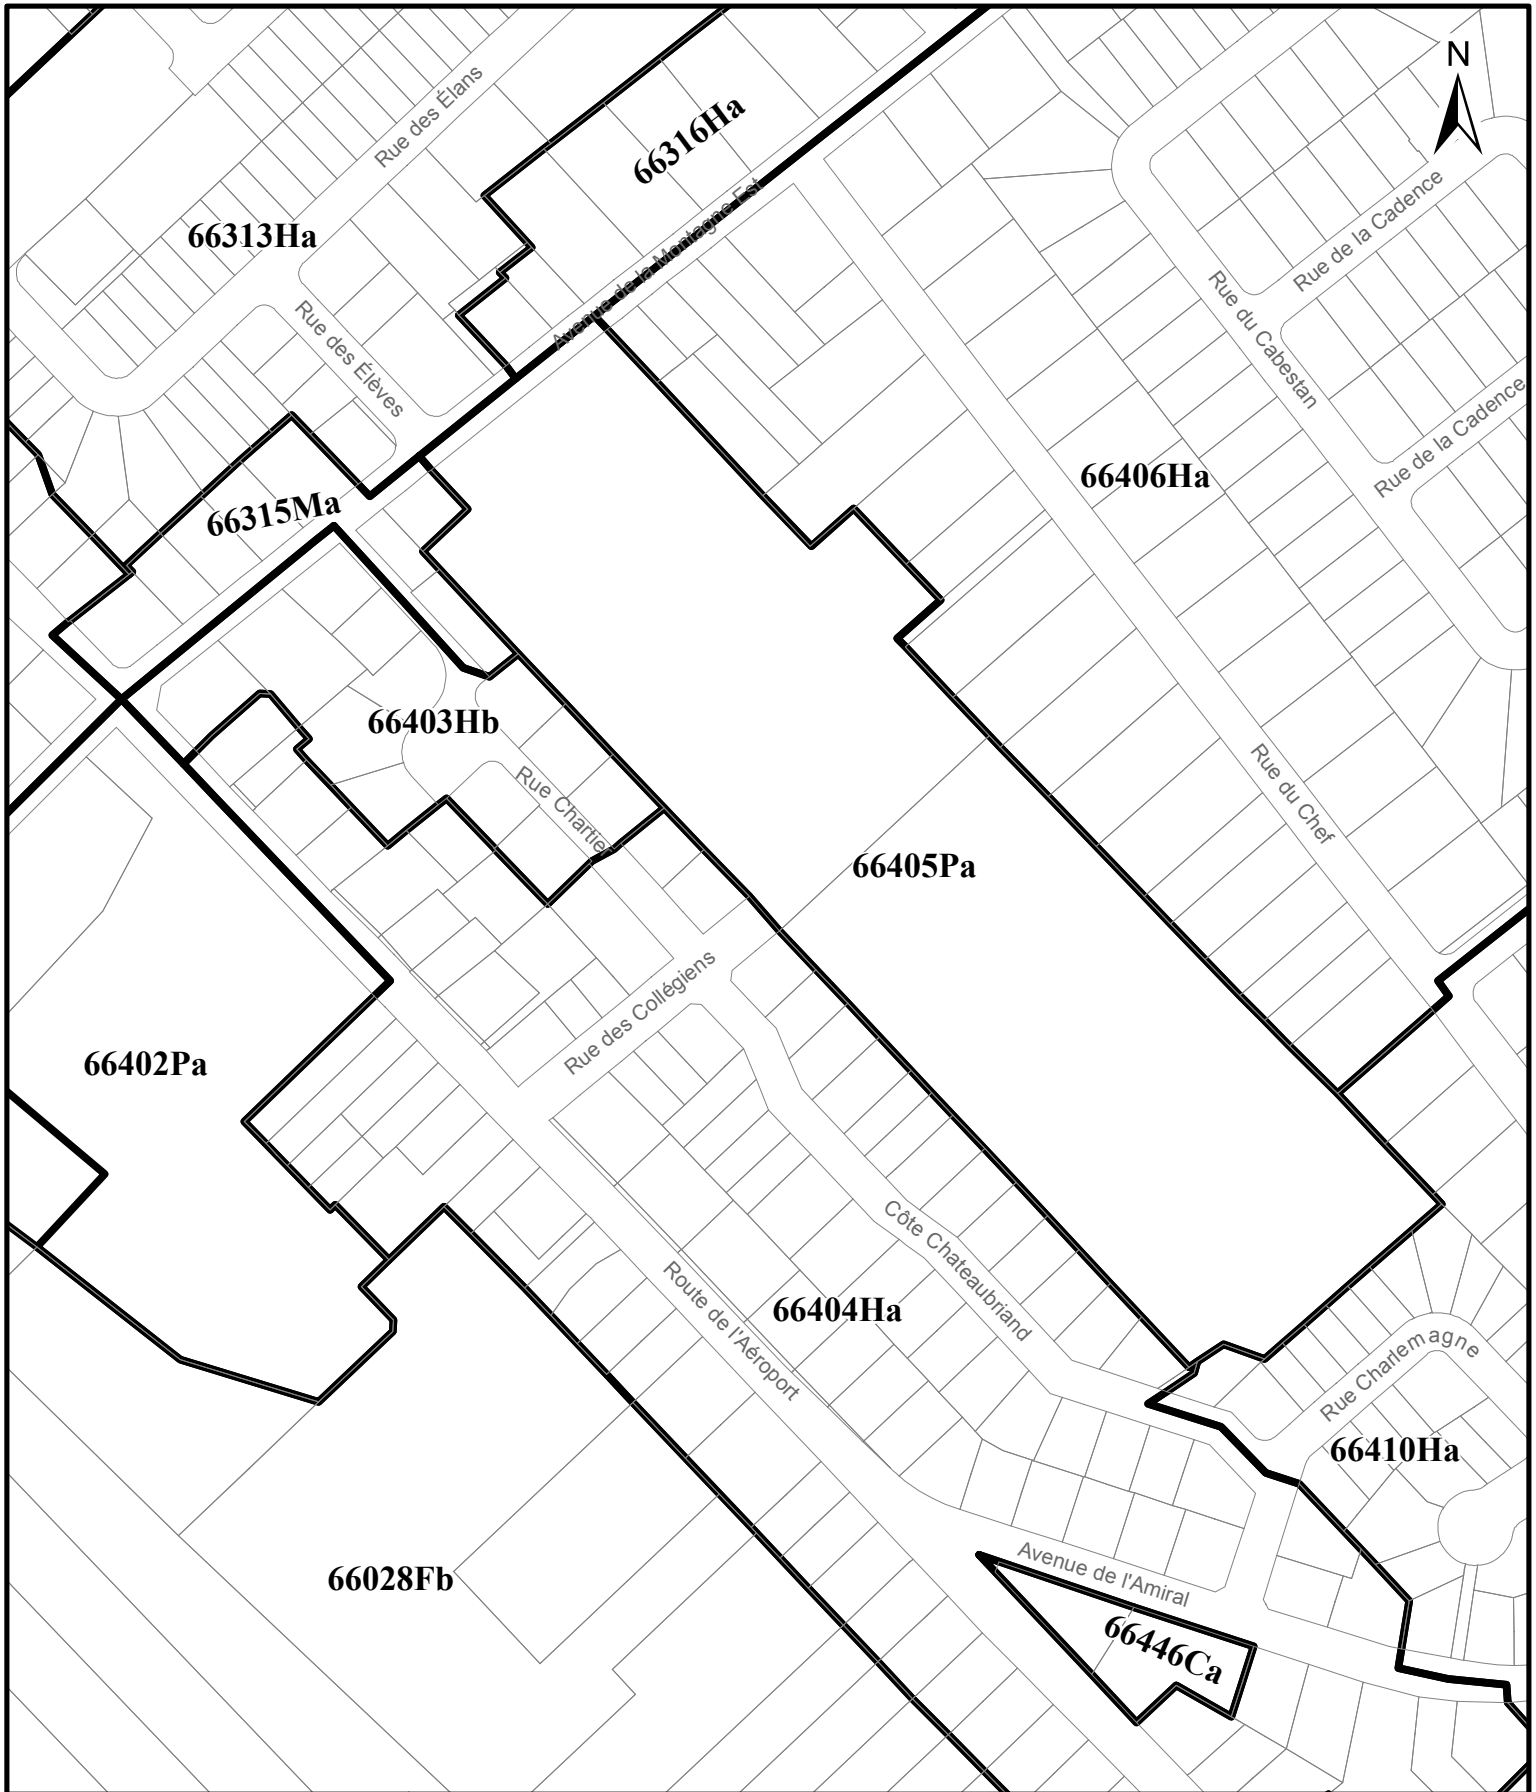 N
Rue des Élans
66316Ha
Rue de la Cadence
66313Ha
Avenue de la Montagne Est
Rue des Élèves
Rue du Cabestan
Rue de la Cadence
66406Ha
66315Ma
66403Hb
Rue Chartier
Rue du Chef
66405Pa
Rue des Collégiens
66402Pa
Côte Chateaubriand
66404Ha
Route de l'Aéroport
Rue Charlemagne
66410Ha
66028Fb
Avenue de l'Amiral
66446Ca